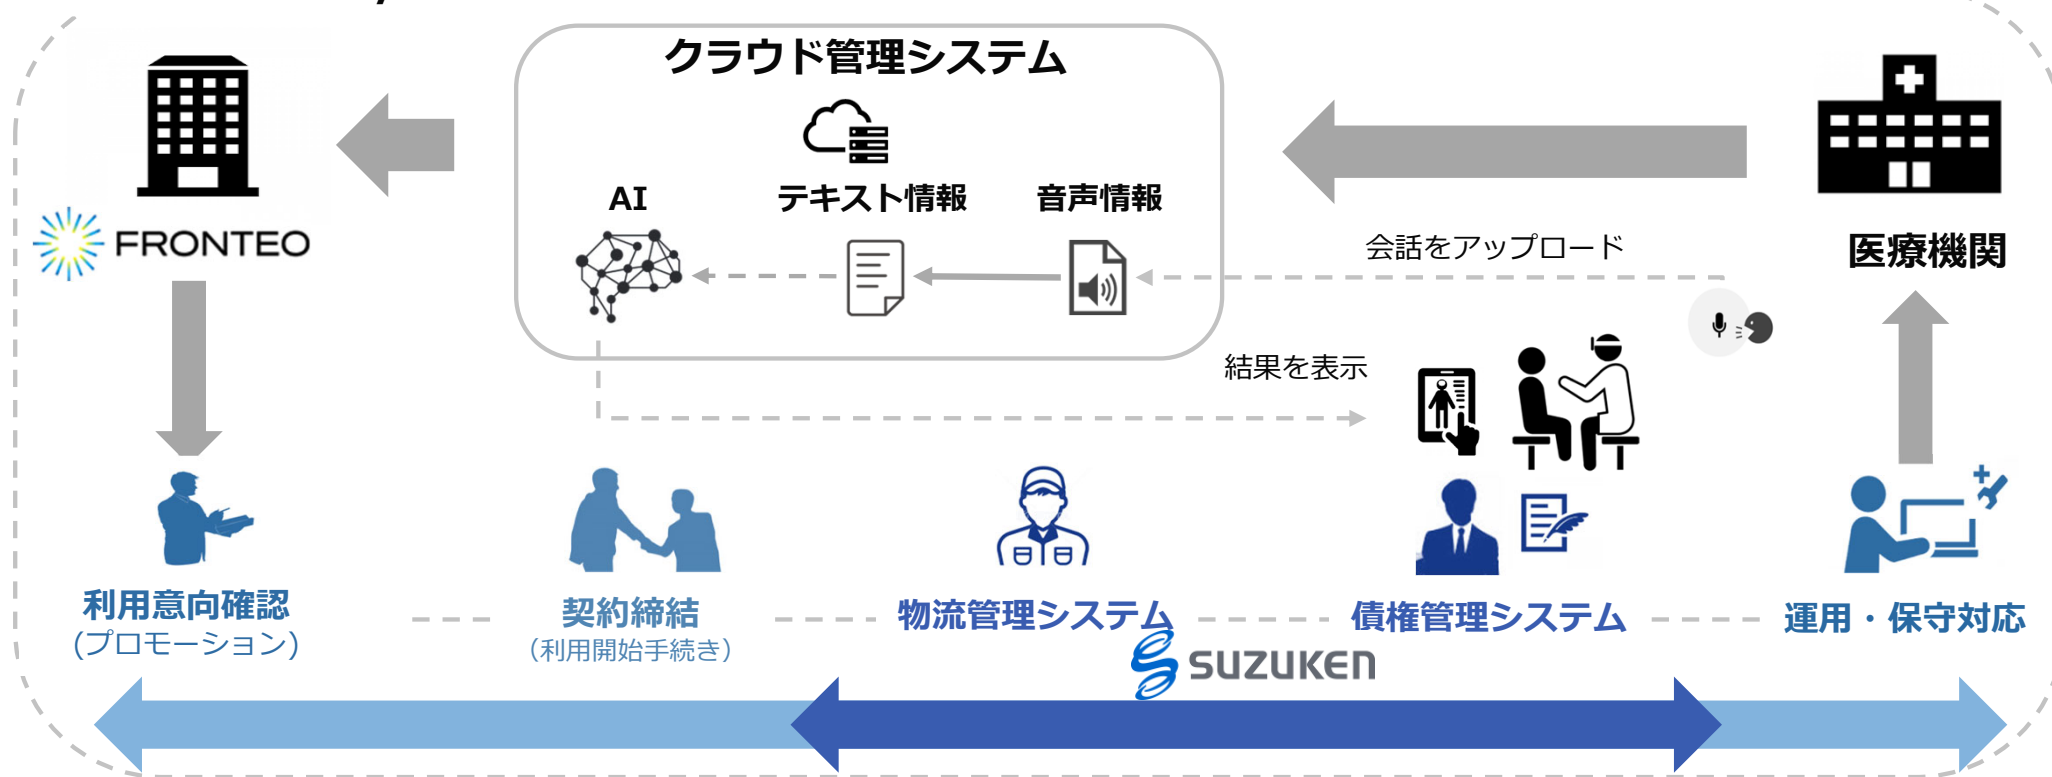 クラウド管理システム
AI
テキスト情報
音声情報
FRONTEO
会話をアップロード
医療機関
結果を表示
利用意向確認
(プロモーション)
契約締結
(利用開始手続き)
物流管理システム
債権管理システム
運用・保守対応
SUZUKEN